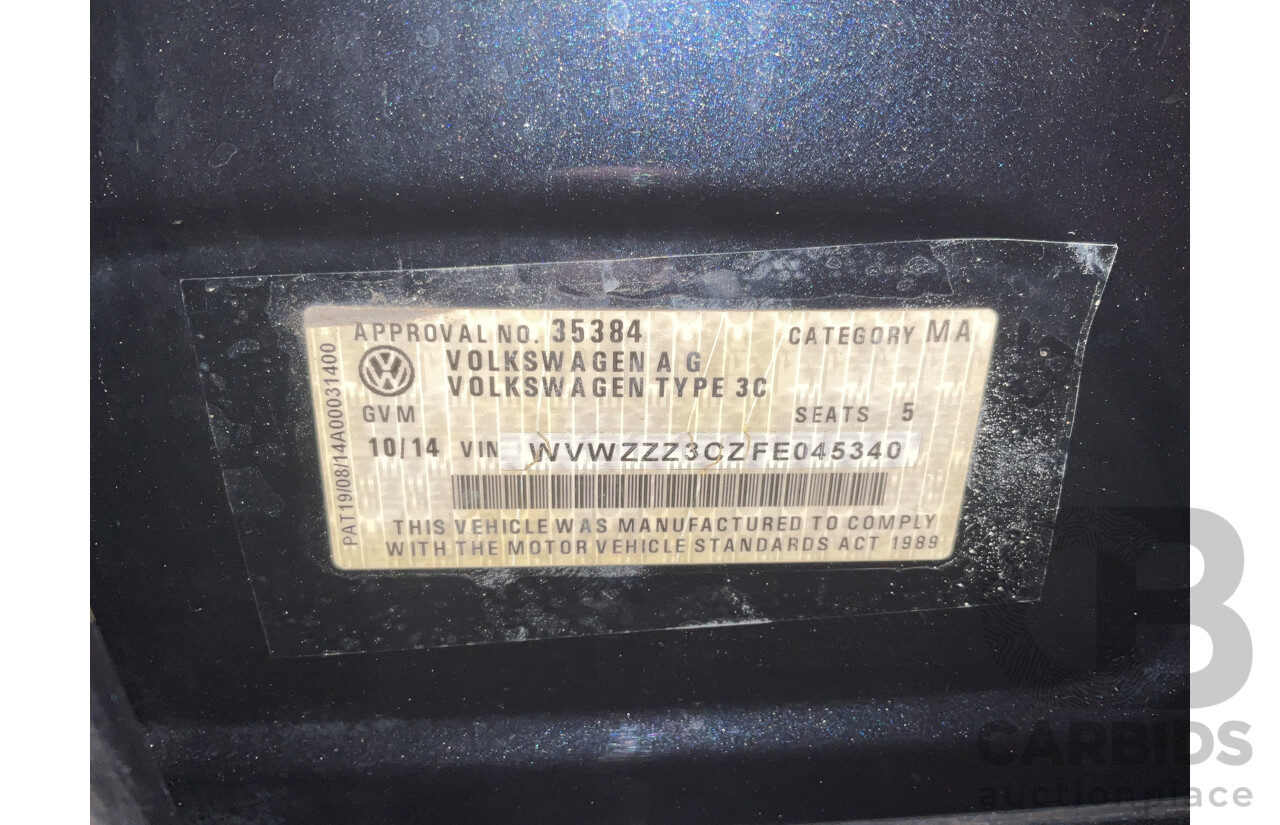 APPROVAL NO. 35384 CATEGORY MA
VOLKSWAGEN A G
VOLKSWAGEN TYPE 3C
GVM SEATS 5
10/14 VIN WVWZZZ3CZFE045340
THIS VEHICLE WAS MANUFACTURED TO COMPLY
WITH THE MOTOR VEHICLE STANDARDS ACT 1989
PAT19/08/14A00031400
CARBIDS
auctionplace